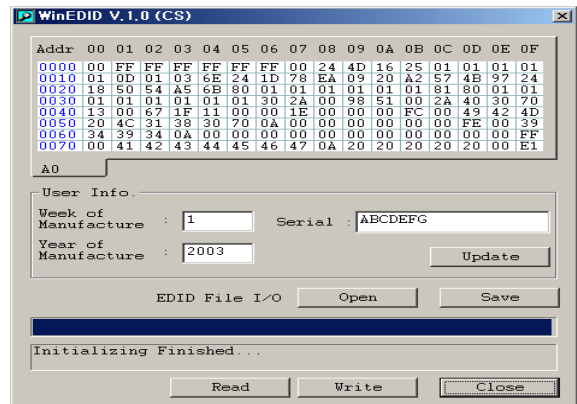 WinEDID V.1.0 (CS)
Addr 00 01 02 03 04 05 06 07 08 09 0A 0B 0C 0D 0E 0F
0000 00 FF FF FF FF FF FF 00 24 4D 16 25 01 01 01 01
0010 01 0D 01 03 6E 24 1D 78 EA 09 20 A2 57 4B 97 24
0020 18 50 54 A5 6B 80 01 01 01 01 01 01 81 80 01 01
0030 01 01 01 01 01 01 30 2A 00 98 51 00 2A 40 30 70
0040 13 00 67 1F 11 00 00 1E 00 00 00 FC 00 49 42 4D
0050 20 4C 31 38 30 70 0A 00 00 00 00 00 00 FE 00 39
0060 34 39 34 0A 00 00 00 00 00 00 00 00 00 00 00 FF
0070 00 41 42 43 44 45 46 47 0A 20 20 20 20 20 00 E1
A0
User Info.
Week of Manufacture : 1 Serial : ABCDEFG
Year of Manufacture : 2003 Update
EDID File I/O Open Save
Initializing Finished...
Read Write Close